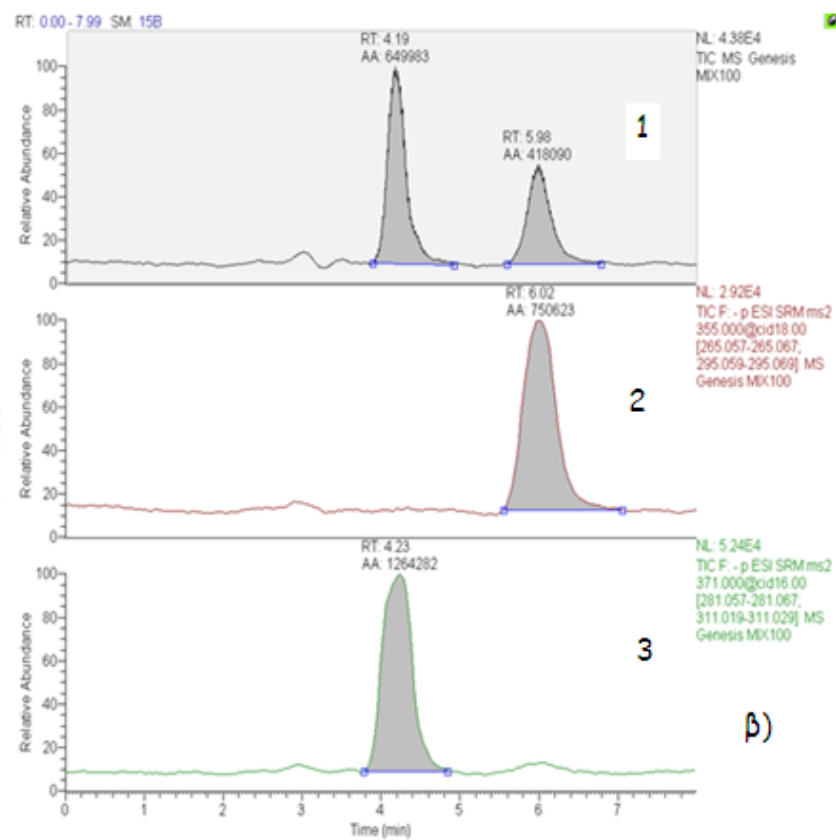 RT: 0.00 - 7.99 SM: 15B
RT: 4.19
AA: 649983
RT: 5.98
AA: 418090
NL: 4.38E4
TIC MS Genesis
MIX100
1
Relative Abundance
100
80
60
40
20
0
RT: 6.02
AA: 750623
NL: 2.92E4
TIC F: - p ESI SRM ms2
355.000@cid18.00
[265.057-265.067;
295.059-295.069] MS
Genesis MIX100
2
Relative Abundance
100
80
60
40
20
0
RT: 4.23
AA: 1264282
NL: 5.24E4
TIC F: - p ESI SRM ms2
371.000@cid16.00
[281.057-281.067;
311.019-311.029] MS
Genesis MIX100
3
β)
Relative Abundance
100
80
60
40
20
0
0 1 2 3 4 5 6 7
Time (min)